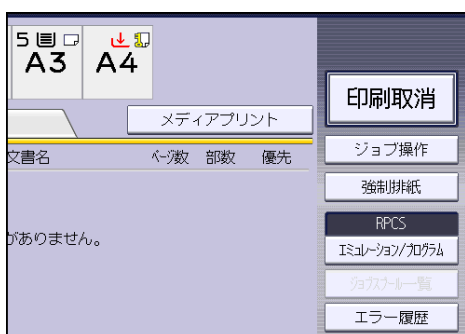 5
A3 A4
印刷取消
メディアプリント
ジョブ操作
文書名 ページ数 部数 優先
強制排紙
RPCS
がありません。
エミュレーション/プログラム
ジョブスプール一覧
エラー履歴